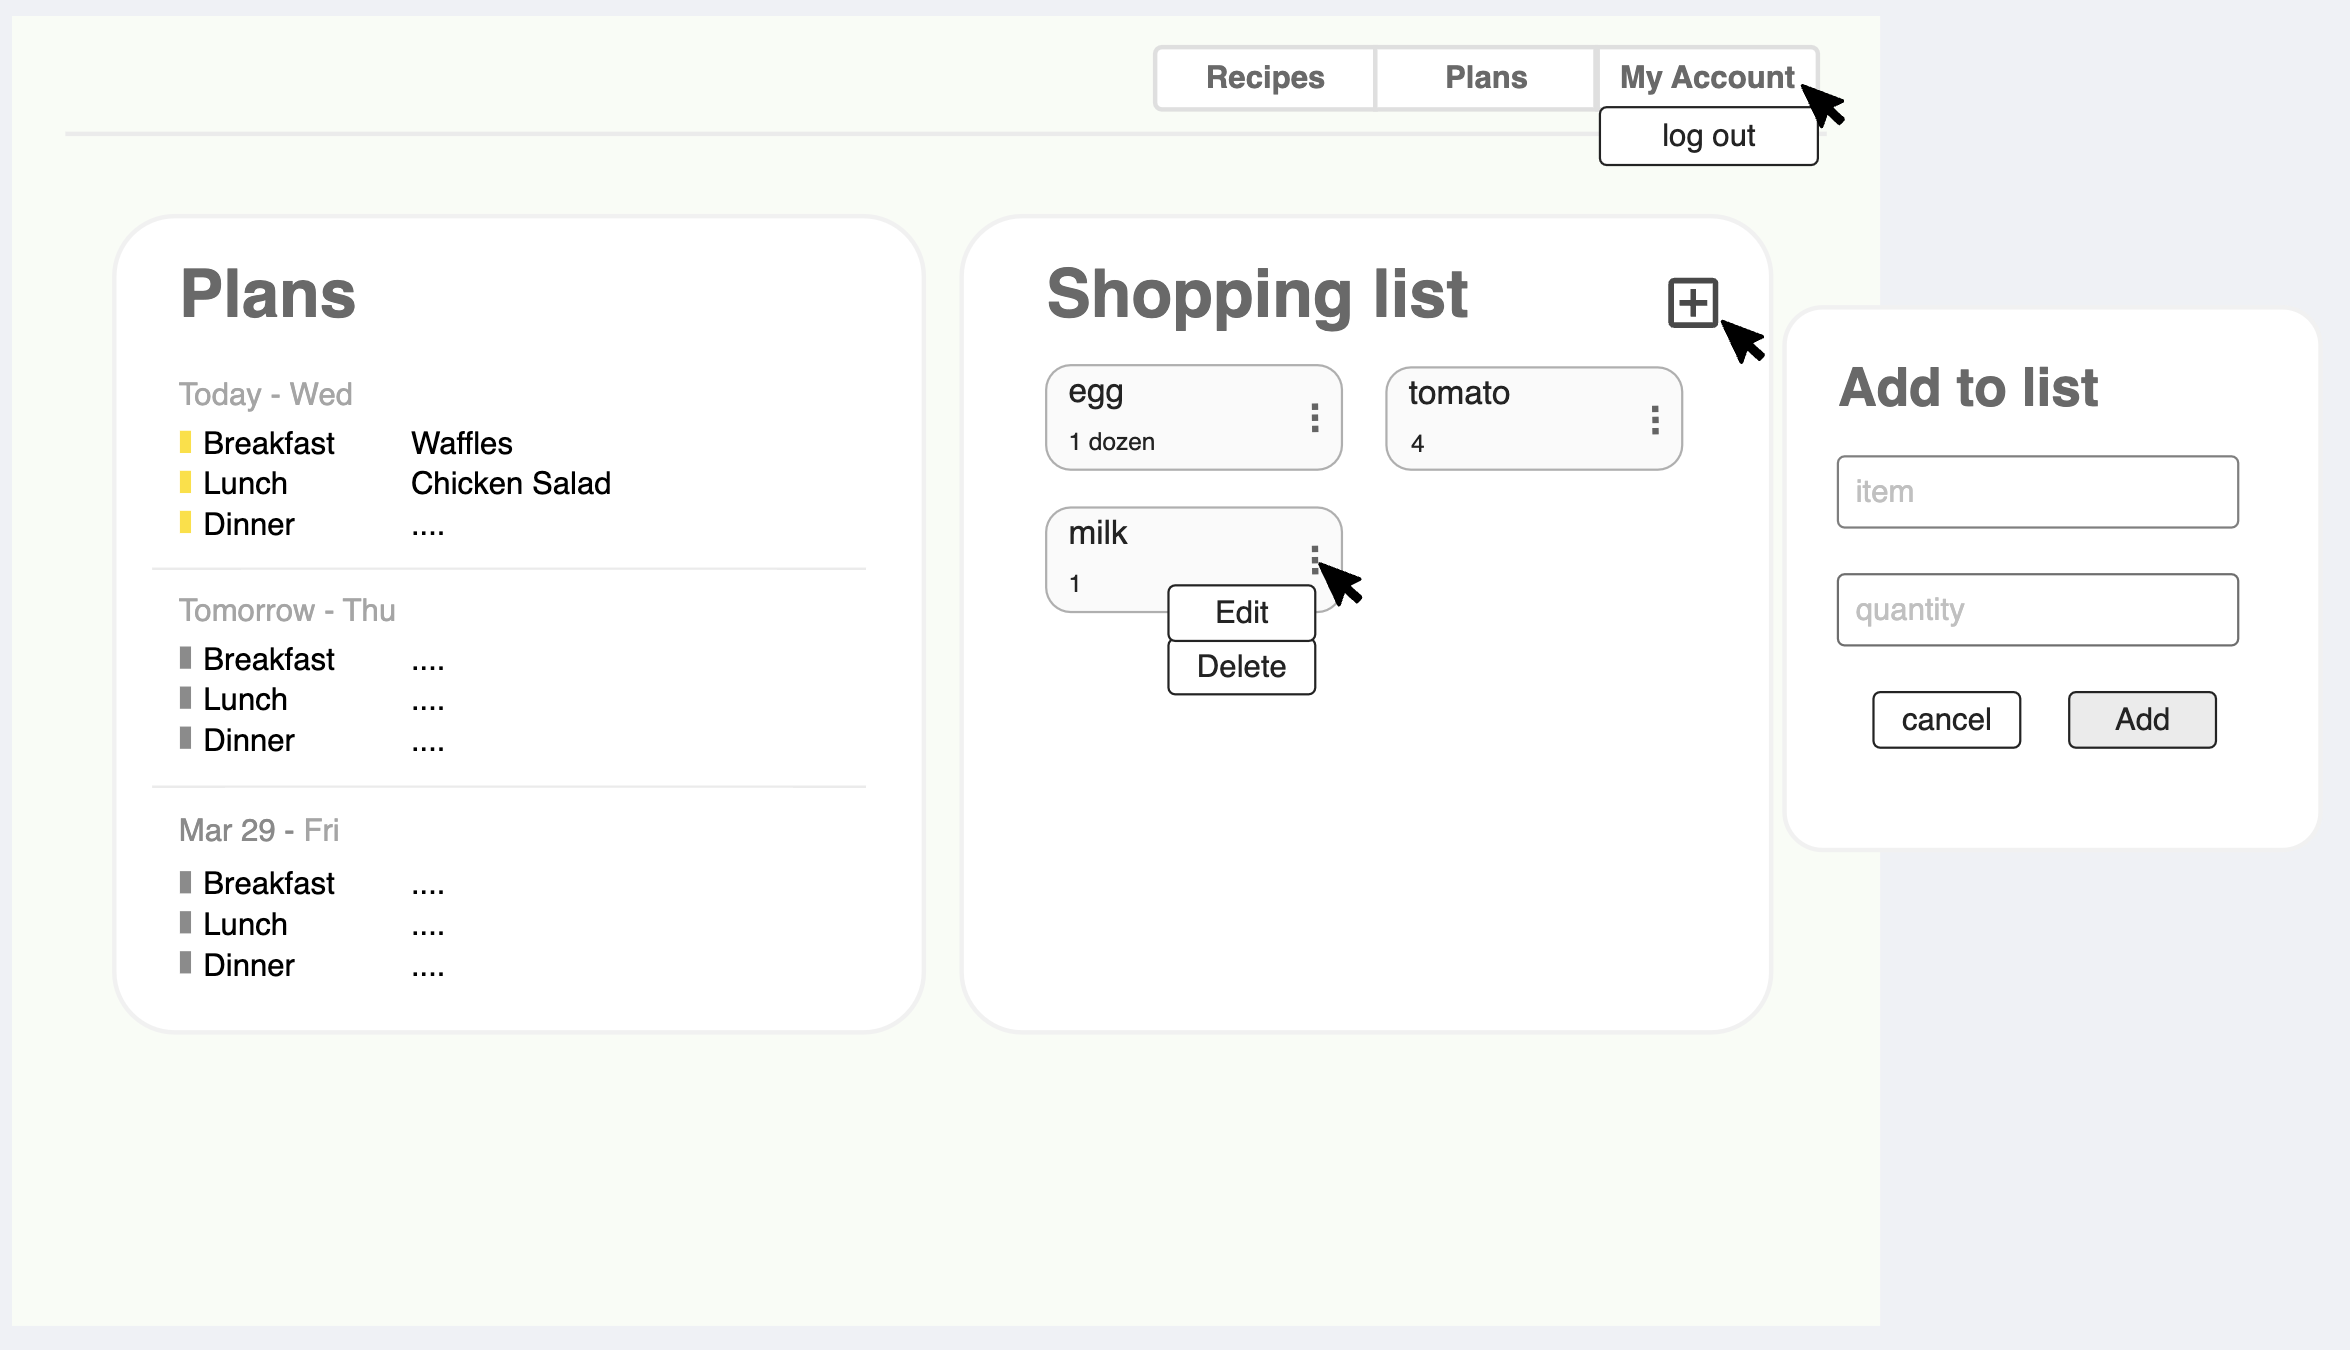 Recipes
Plans
My Account
log out
Plans
Today - Wed
Breakfast Waffles
Lunch Chicken Salad
Dinner ....
Tomorrow - Thu
Breakfast ....
Lunch ....
Dinner ....
Mar 29 - Fri
Breakfast ....
Lunch ....
Dinner ....
Shopping list
egg
1 dozen
tomato
4
milk
1
Edit
Delete
Add to list
item
quantity
cancel
Add